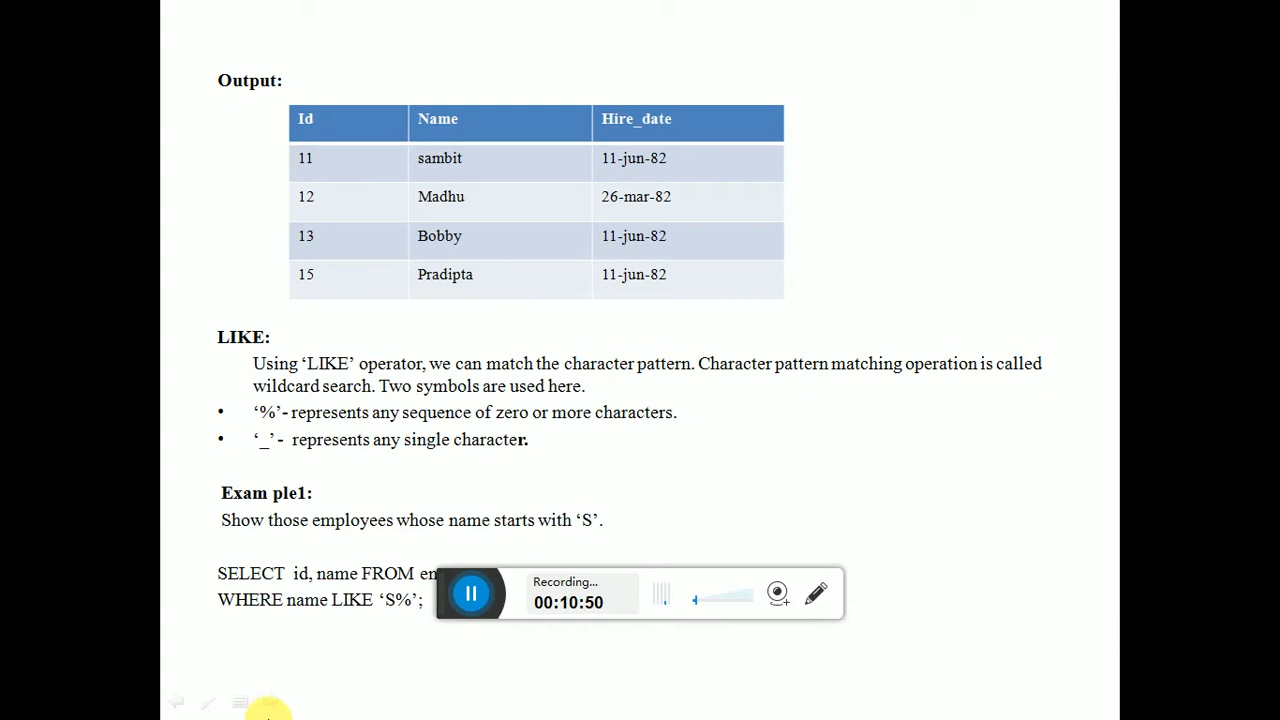 Output:
Id Name Hire_date
11 sambit 11-jun-82
12 Madhu 26-mar-82
13 Bobby 11-jun-82
15 Pradipta 11-jun-82
LIKE:
Using ‘LIKE’ operator, we can match the character pattern. Character pattern matching operation is called
wildcard search. Two symbols are used here.
• ‘%’- represents any sequence of zero or more characters.
• ‘_’- represents any single character.
Exam ple1:
Show those employees whose name starts with ‘S’.
SELECT id, name FROM
WHERE name LIKE ‘S%’;
Recording...
00:10:50